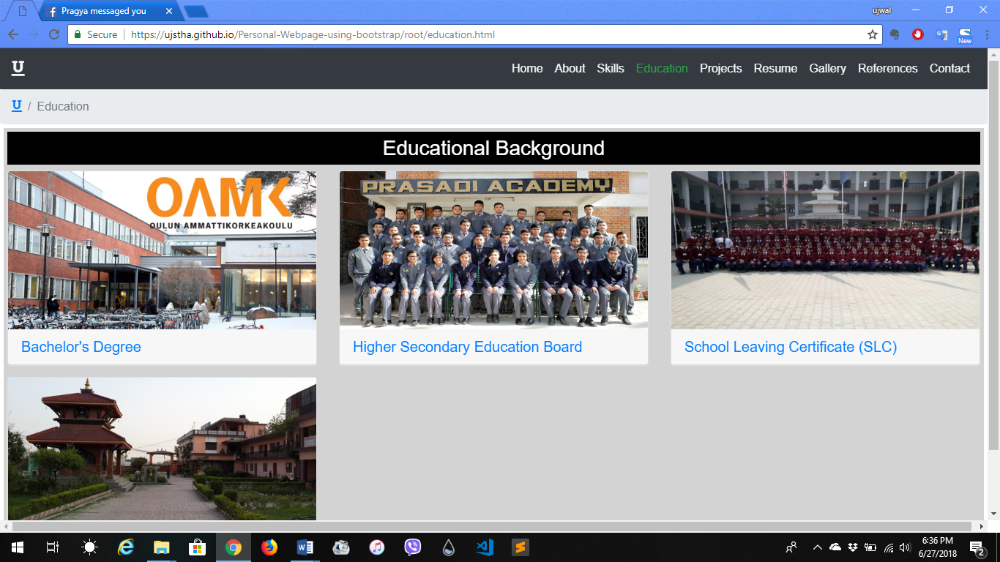 Pragya messaged you
ujwal
Secure
https://ujstha.github.io/Personal-Webpage-using-bootstrap/root/education.html
New
U
Home About Skills Education Projects Resume Gallery References Contact
U / Education
Educational Background
OAMK
OULUN AMMATTIKORKEAKOULU
PRASADI ACADEMY
Bachelor's Degree
Higher Secondary Education Board
School Leaving Certificate (SLC)
6:36 PM
6/27/2018
2